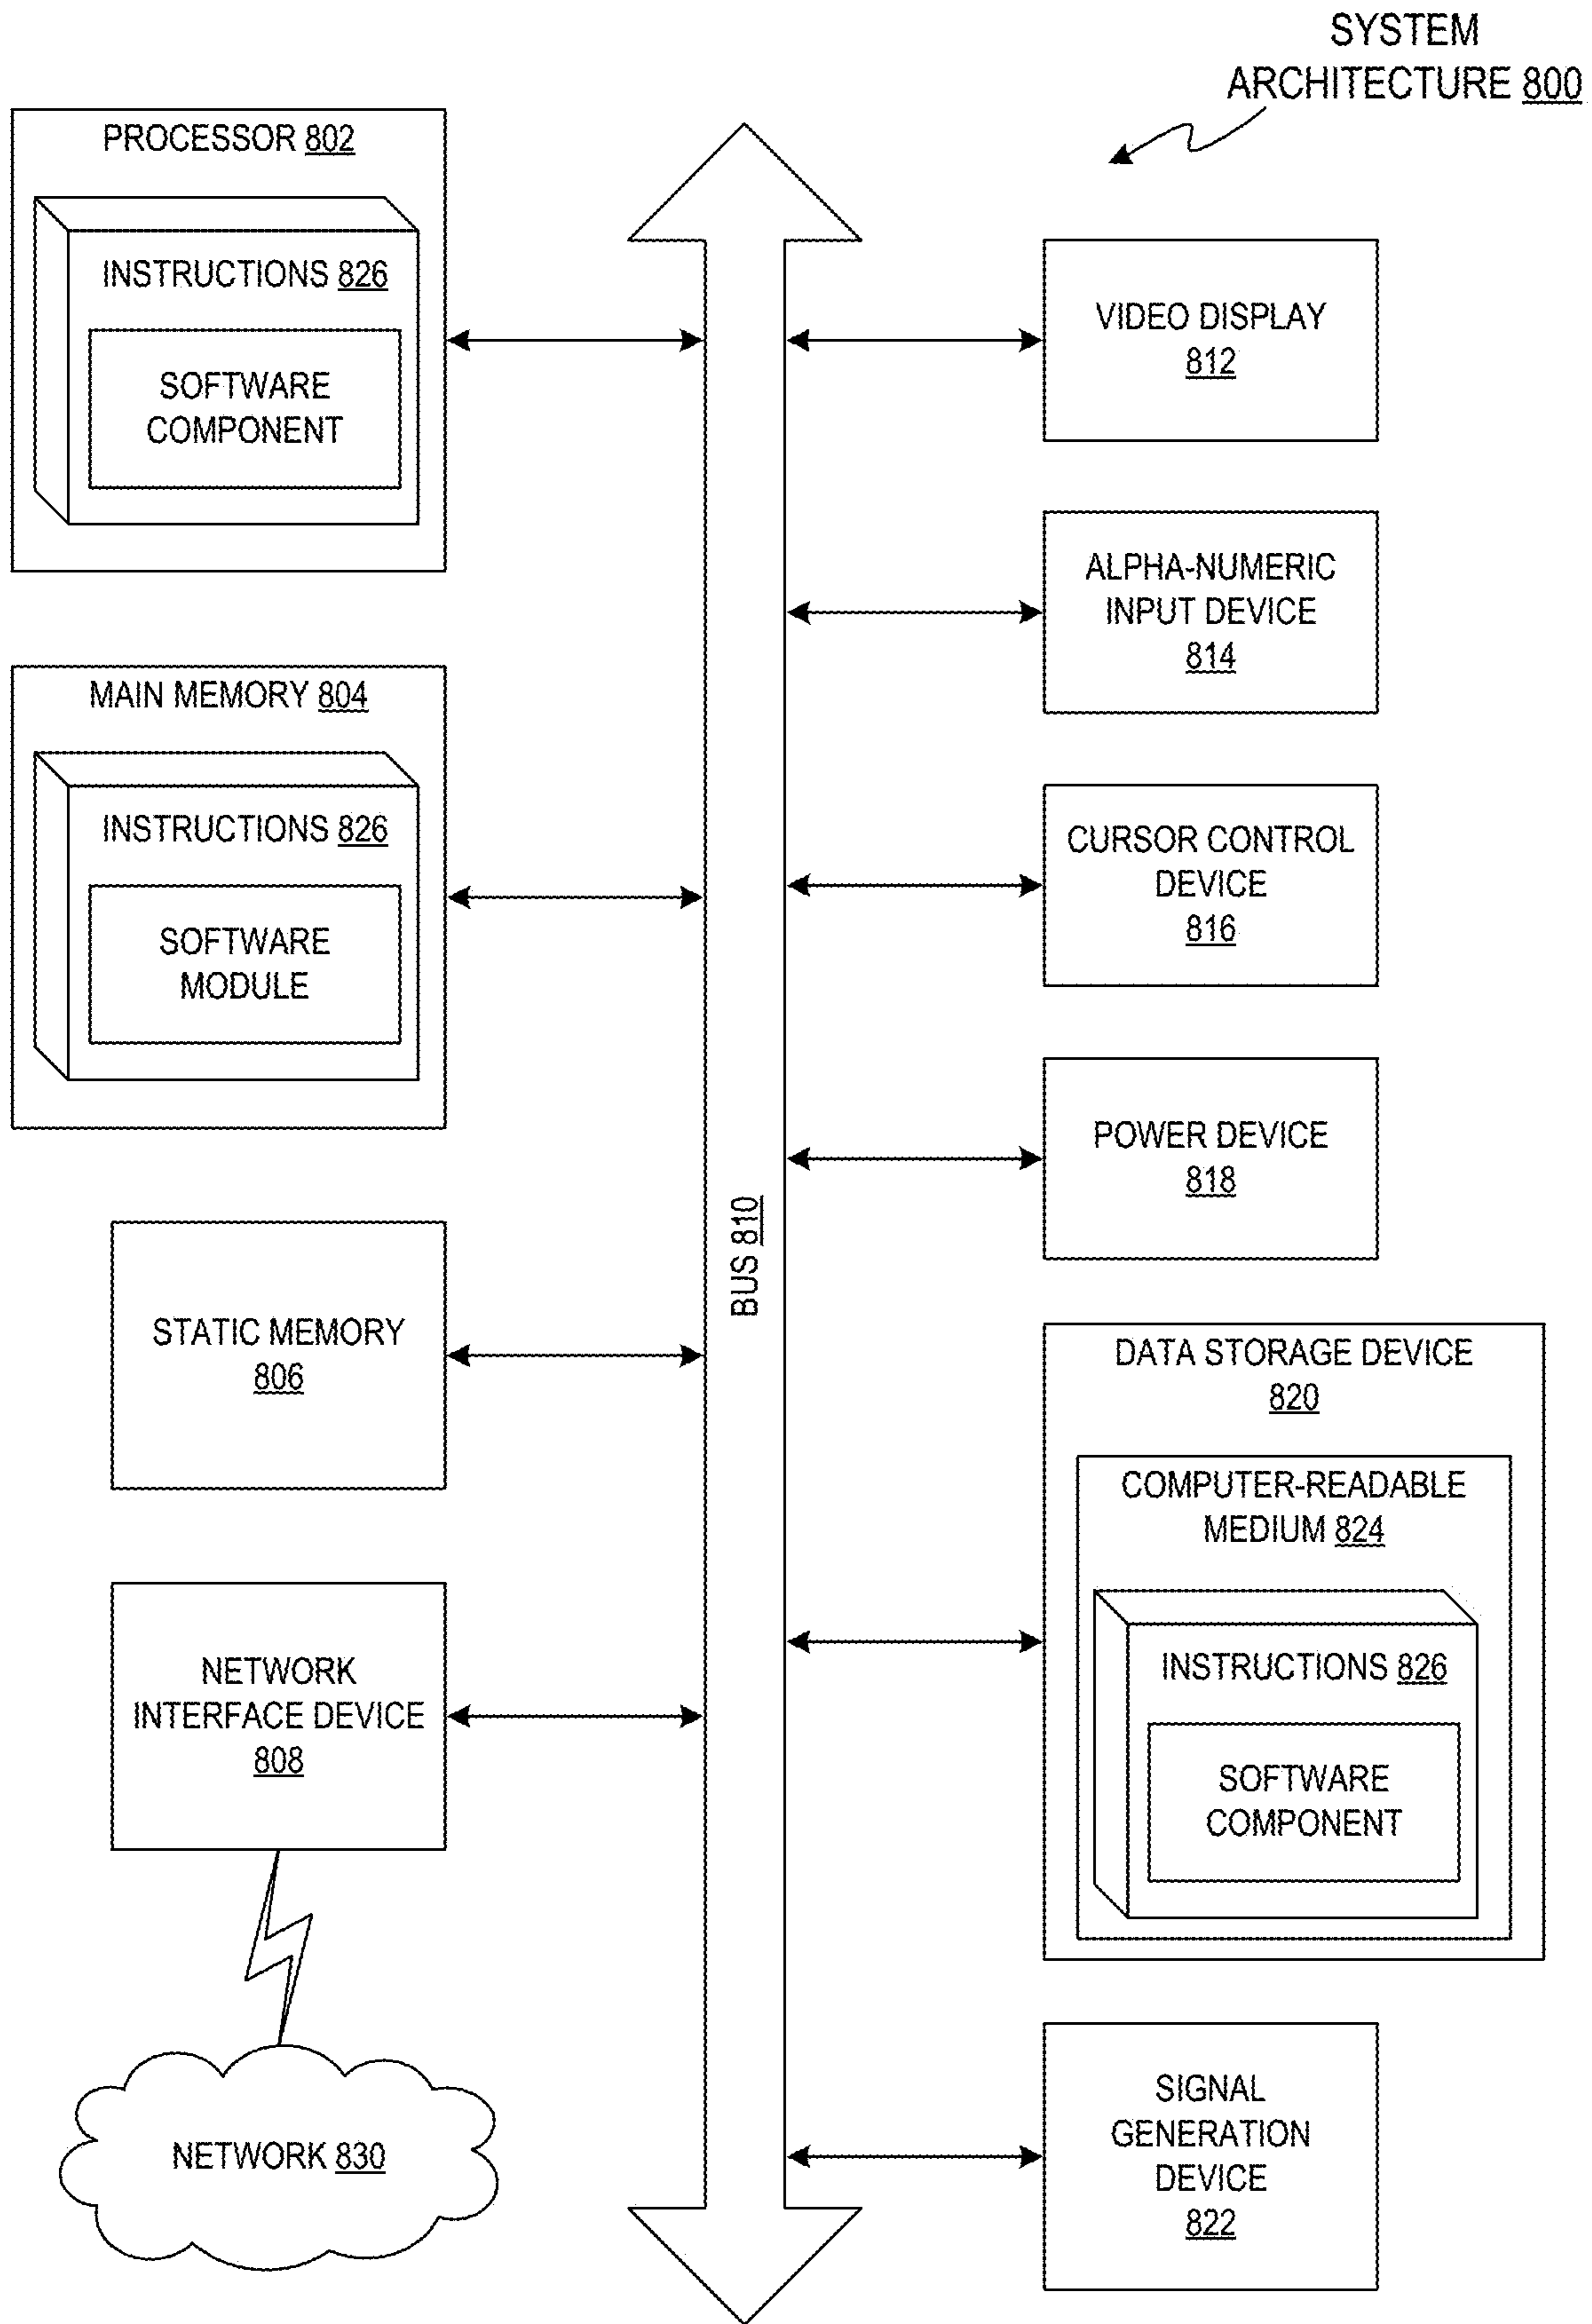 SYSTEM
ARCHITECTURE 800
PROCESSOR 802
INSTRUCTIONS 826
SOFTWARE
COMPONENT
MAIN MEMORY 804
INSTRUCTIONS 826
SOFTWARE
MODULE
STATIC MEMORY
806
NETWORK
INTERFACE DEVICE
808
NETWORK 830
BUS 810
VIDEO DISPLAY
812
ALPHA-NUMERIC
INPUT DEVICE
814
CURSOR CONTROL
DEVICE
816
POWER DEVICE
818
DATA STORAGE DEVICE
820
COMPUTER-READABLE
MEDIUM 824
INSTRUCTIONS 826
SOFTWARE
COMPONENT
SIGNAL
GENERATION
DEVICE
822